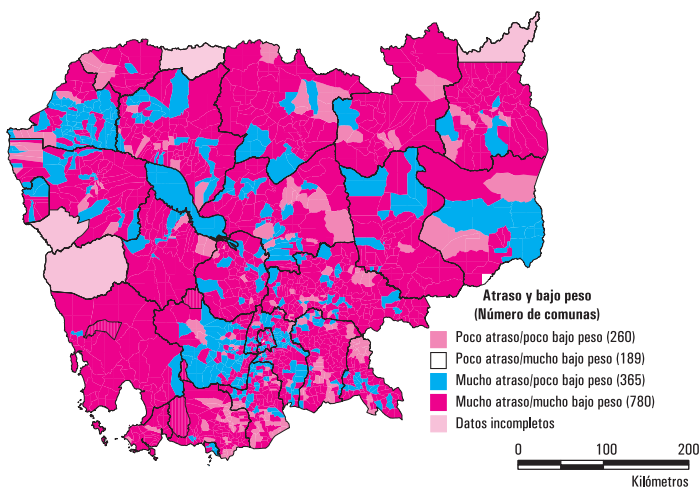 Atraso y bajo peso
(Número de comunas)
Poco atraso/poco bajo peso (260)
Poco atraso/mucho bajo peso (189)
Mucho atraso/poco bajo peso (365)
Mucho atraso/mucho bajo peso (780)
Datos incompletos
0 100 200
Kilómetros